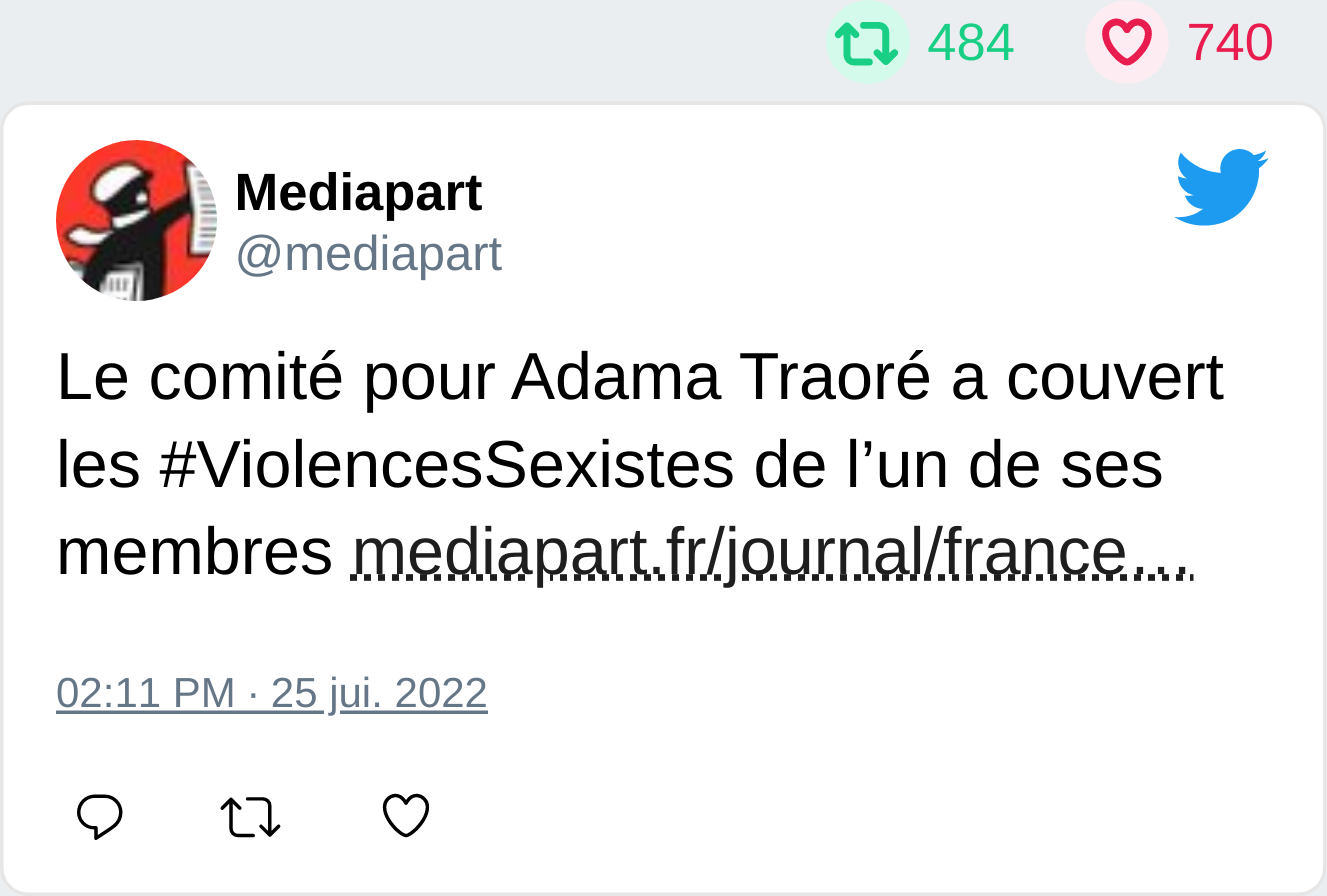 484 740
Mediapart
@mediapart
Le comité pour Adama Traoré a couvert
les #ViolencesSexistes de l’un de ses
membres mediapart.fr/journal/france…
02:11 PM · 25 jui. 2022